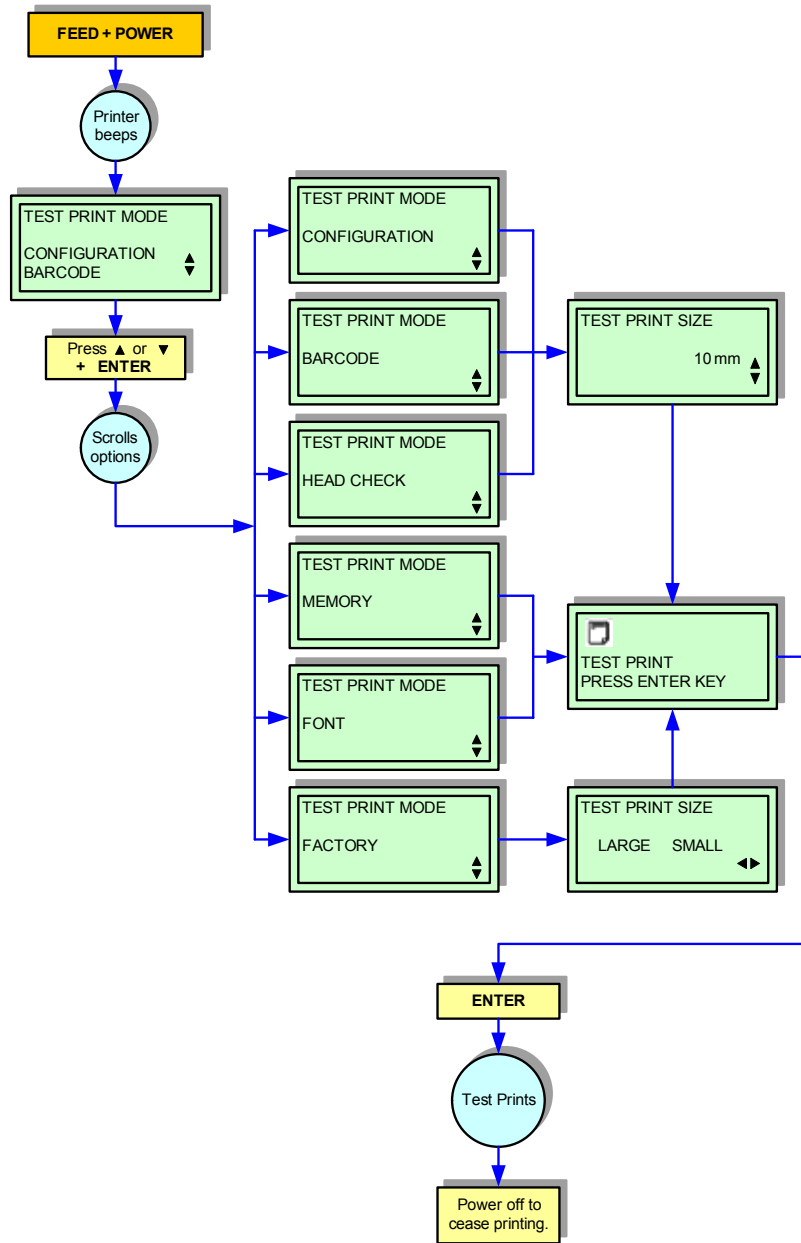 FEED + POWER
Printer
beeps
TEST PRINT MODE
CONFIGURATION
BARCODE
Press ▲ or ▼
+ ENTER
Scrolls
options
TEST PRINT MODE
CONFIGURATION
TEST PRINT MODE
BARCODE
TEST PRINT MODE
HEAD CHECK
TEST PRINT MODE
MEMORY
TEST PRINT MODE
FONT
TEST PRINT MODE
FACTORY
TEST PRINT SIZE
10 mm
TEST PRINT
PRESS ENTER KEY
TEST PRINT SIZE
LARGE SMALL
ENTER
Test Prints
Power off to
cease printing.